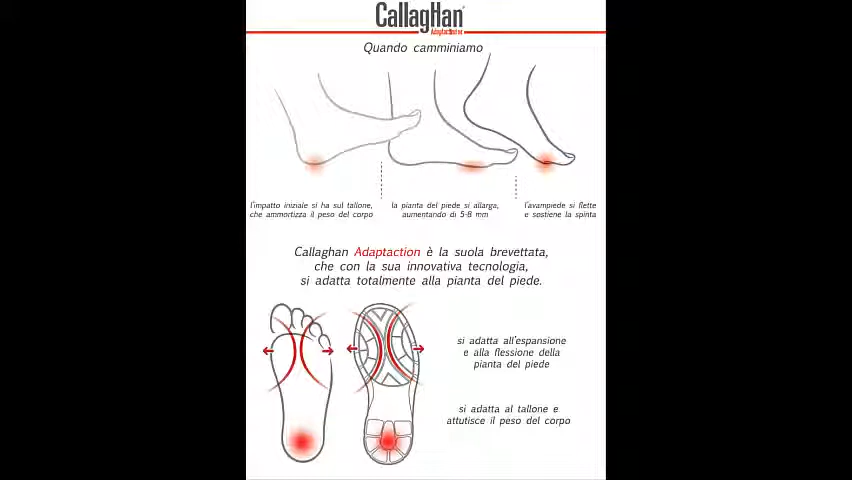 CallagHan
Adaptaction
Quando camminiamo
l'impatto iniziale si ha sul tallone,
che ammortizza il peso del corpo
la pianta del piede si allarga,
aumentando di 5-8 mm
l'avampiede si flette
e sostiene la spinta
Callaghan Adaptaction è la suola brevettata,
che con la sua innovativa tecnologia,
si adatta totalmente alla pianta del piede.
si adatta all'espansione
e alla flessione della
pianta del piede
si adatta al tallone e
attutisce il peso del corpo